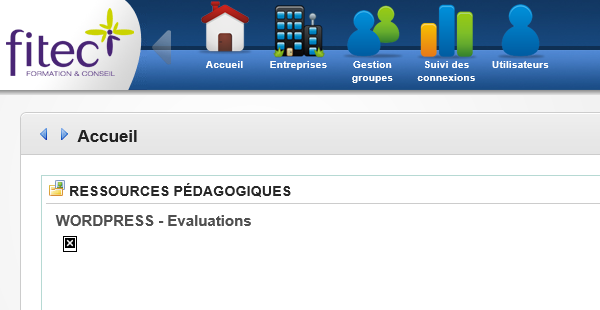 fitec
FORMATION & CONSEIL
Accueil
Entreprises
Gestion
groupes
Suivi des
connexions
Utilisateurs
Accueil
RESSOURCES PÉDAGOGIQUES
WORDPRESS - Evaluations